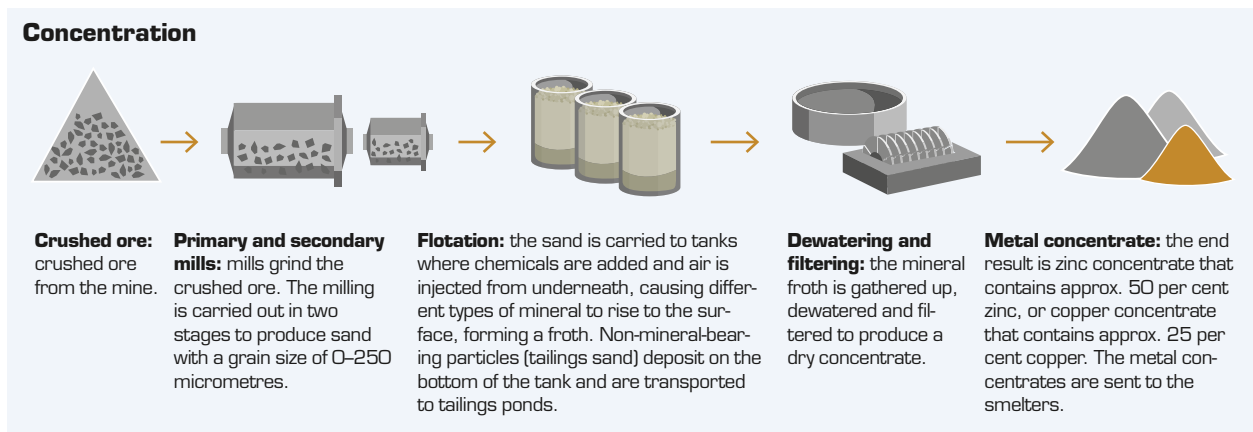 Concentration
Crushed ore:
crushed ore
from the mine.
Primary and secondary
mills: mills grind the
crushed ore. The milling
is carried out in two
stages to produce sand
with a grain size of 0–250
micrometres.
Flotation: the sand is carried to tanks
where chemicals are added and air is
injected from underneath, causing differ-
ent types of mineral to rise to the sur-
face, forming a froth. Non-mineral-bear-
ing particles (tailings sand) deposit on the
bottom of the tank and are transported
to tailings ponds.
Dewatering and
filtering: the mineral
froth is gathered up,
dewatered and fil-
tered to produce a
dry concentrate.
Metal concentrate: the end
result is zinc concentrate that
contains approx. 50 per cent
zinc, or copper concentrate
that contains approx. 25 per
cent copper. The metal con-
centrates are sent to the
smelters.